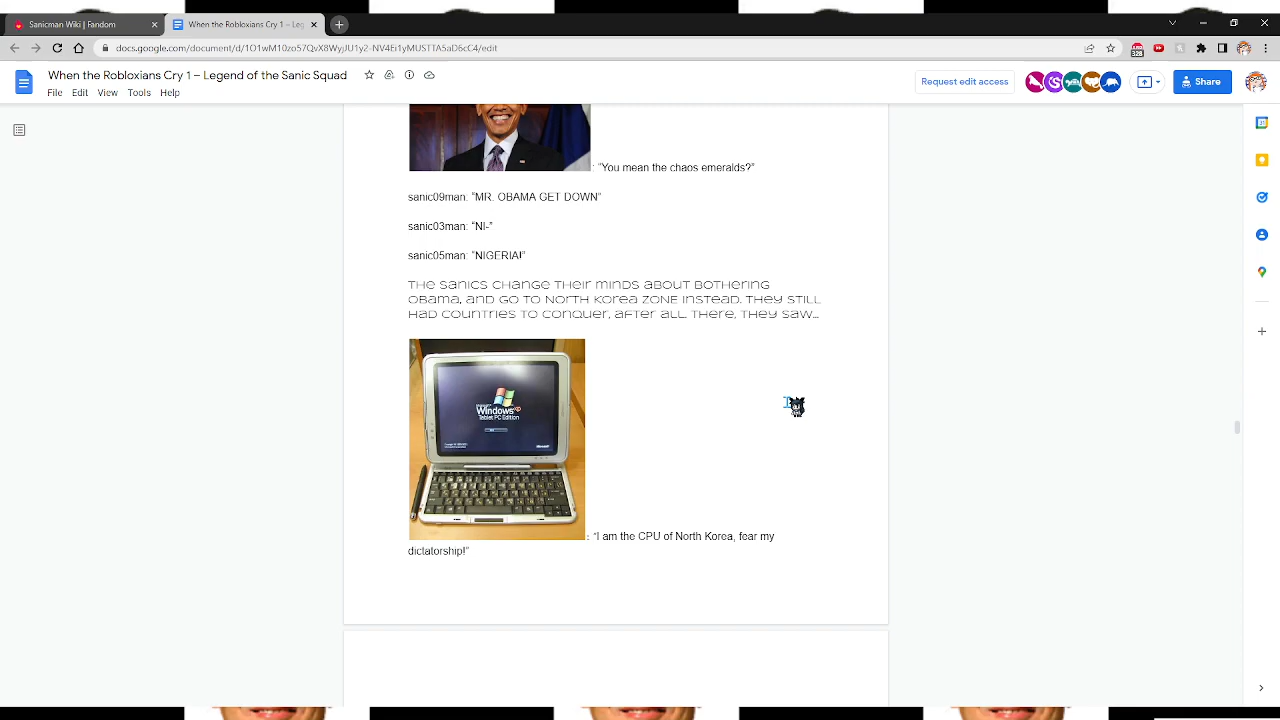 Sanicman Wiki | Fandom
When the Robloxians Cry 1 – Leg
docs.google.com/document/d/1O1wM10zo57QvX8WyjJU1y2-NV4Ei1yMUSTTA5aD6cC4/edit
When the Robloxians Cry 1 – Legend of the Sanic Squad
Request edit access
Share
File Edit View Tools Help
: “You mean the chaos emeralds?”
sanic09man: “MR. OBAMA GET DOWN”
sanic03man: “NI-”
sanic05man: “NIGERIA!”
The Sanics change their minds about bothering
Obama, and go to North Korea Zone instead. They still
had countries to conquer, after all. There, they saw...
Windows xp
Tablet PC Edition
: “I am the CPU of North Korea, fear my
dictatorship!”